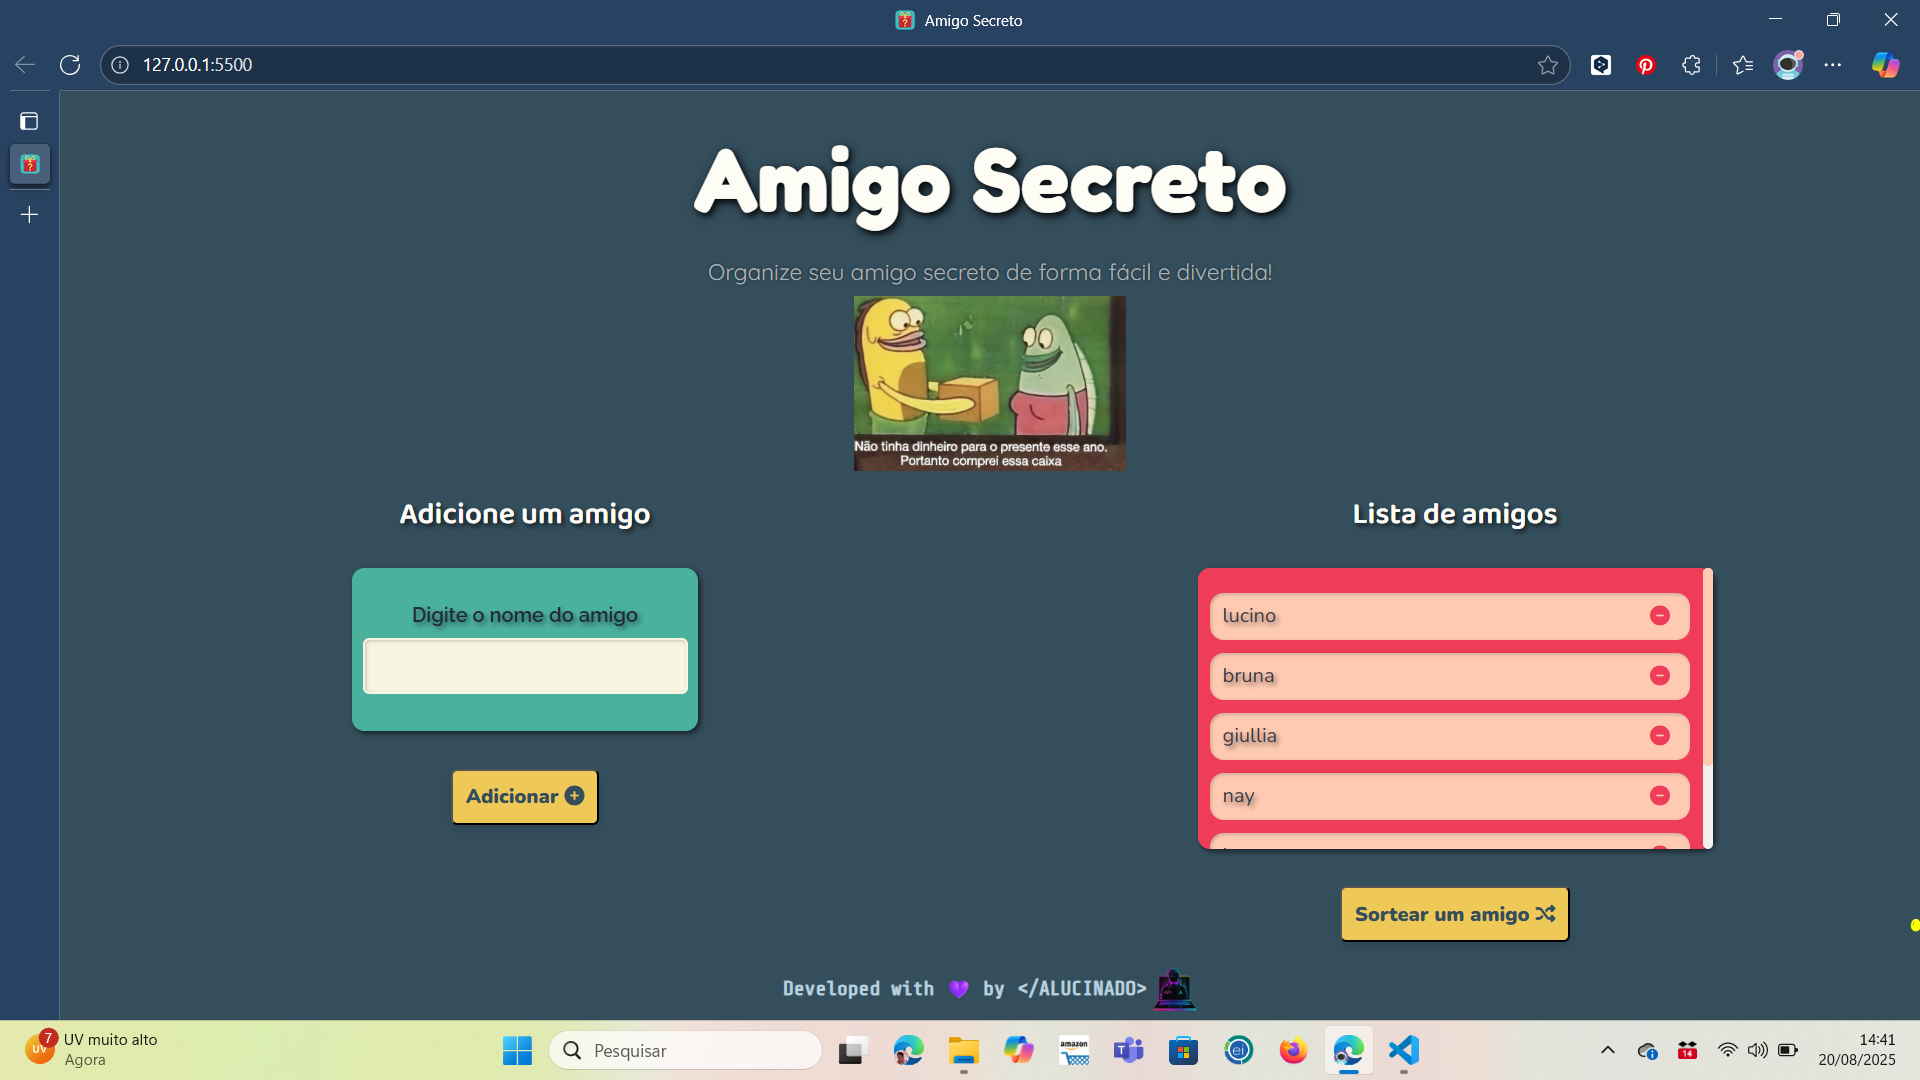 Amigo Secreto
127.0.0.1:5500
Amigo Secreto
Organize seu amigo secreto de forma fácil e divertida!
Não tinha dinheiro para o presente esse ano.
Portanto comprei essa caixa
Adicione um amigo
Digite o nome do amigo
Adicionar
Lista de amigos
lucino
bruna
giullia
nay
Sortear um amigo
Developed with 💜 by </ALUCINADO>
UV
7
UV muito alto
Agora
Pesquisar
amazon
14
14:41
20/08/2025